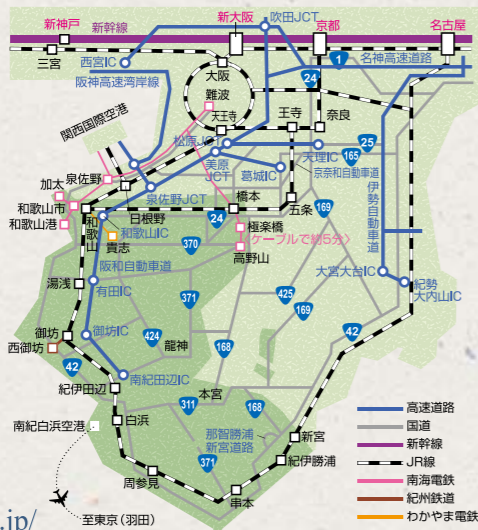 新神戸
新幹線
新大阪
吹田JCT
京都
名古屋
三宮
西宮IC
大阪
24
1
名神高速道路
阪神高速湾岸線
難波
関西国際空港
天王寺
王寺
奈良
松原JCT
天理IC
25
美原
JCT
葛城IC
165
京奈和自動車道
泉佐野
加太
泉佐野JCT
橋本
五条
169
伊勢自動車道
和歌山市
和歌山港
和歌山
日根野
和歌山IC
24
極楽橋
〈ケーブルで約5分〉
貴志
370
高野山
大宮大台IC
紀勢
大内山IC
阪和自動車道
湯浅
有田IC
371
425
169
御坊
御坊IC
西御坊
424
龍神
42
168
42
紀伊田辺
南紀田辺IC
本宮
311
168
南紀白浜空港
白浜
那智勝浦
新宮道路
新宮
371
紀伊勝浦
周参見
串本
至東京(羽田)
高速道路
国道
新幹線
JR線
南海電鉄
紀州鉄道
わかやま電鉄
.jp/